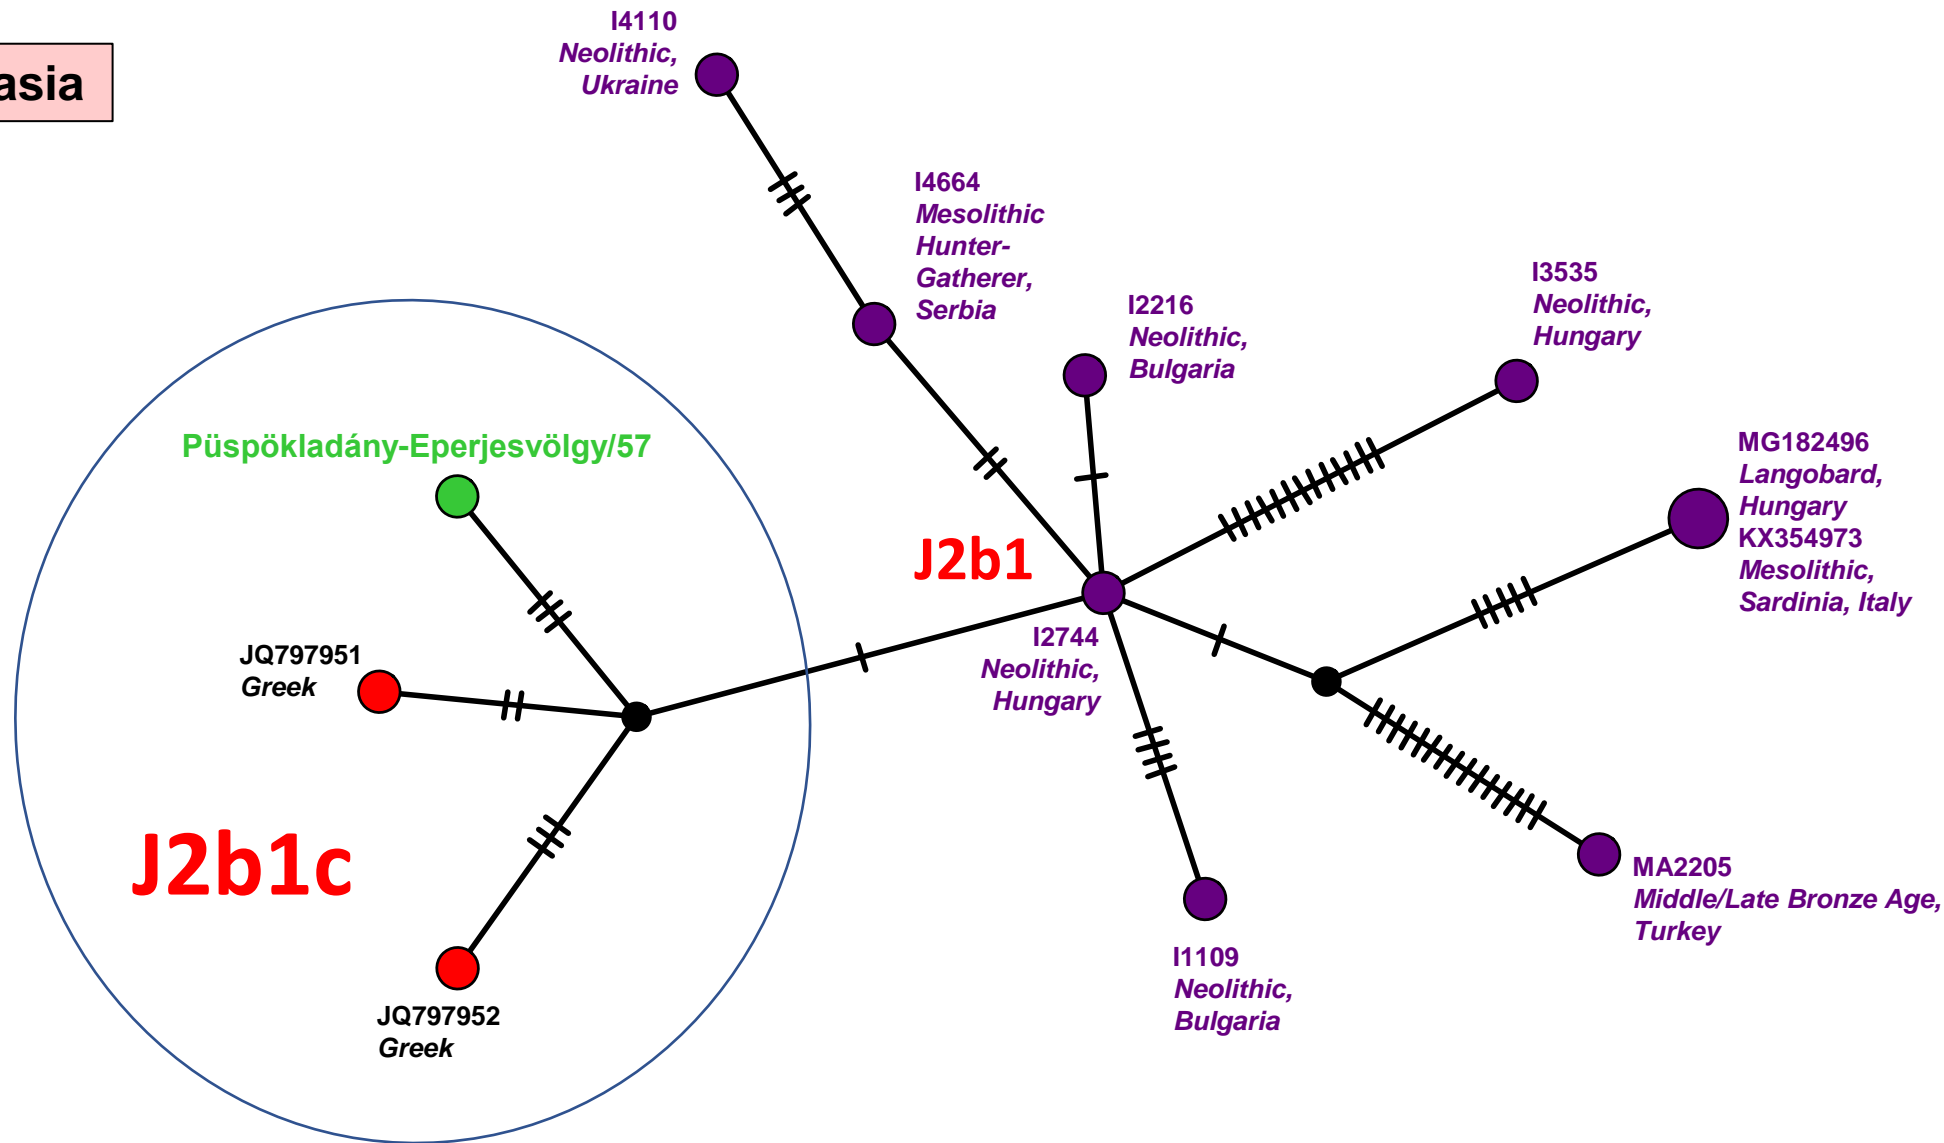 asia
I4110
Neolithic,
Ukraine
I4664
Mesolithic
Hunter-
Gatherer,
Serbia
I2216
Neolithic,
Bulgaria
I3535
Neolithic,
Hungary
MG182496
Langobard,
Hungary
KX354973
Mesolithic,
Sardinia, Italy
Püspökladány-Eperjesvölgy/57
J2b1
I2744
Neolithic,
Hungary
JQ797951
Greek
J2b1c
MA2205
Middle/Late Bronze Age,
Turkey
I1109
Neolithic,
Bulgaria
JQ797952
Greek